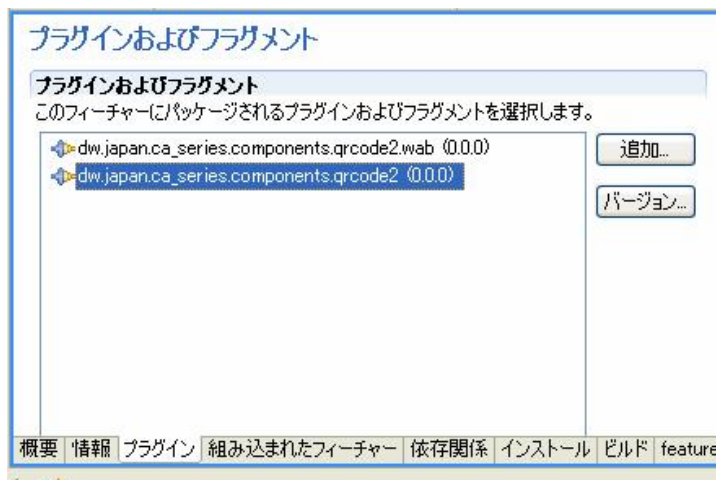 プラグインおよびフラグメント
プラグインおよびフラグメント
このフィーチャーにパッケージされるプラグインおよびフラグメントを選択します。
dw.japan.ca_series.components.qrcode2.wab (0.0.0)
dw.japan.ca_series.components.qrcode2 (0.0.0)
追加...
バージョン...
概要 情報 プラグイン 組み込まれたフィーチャー 依存関係 インストール ビルド feature